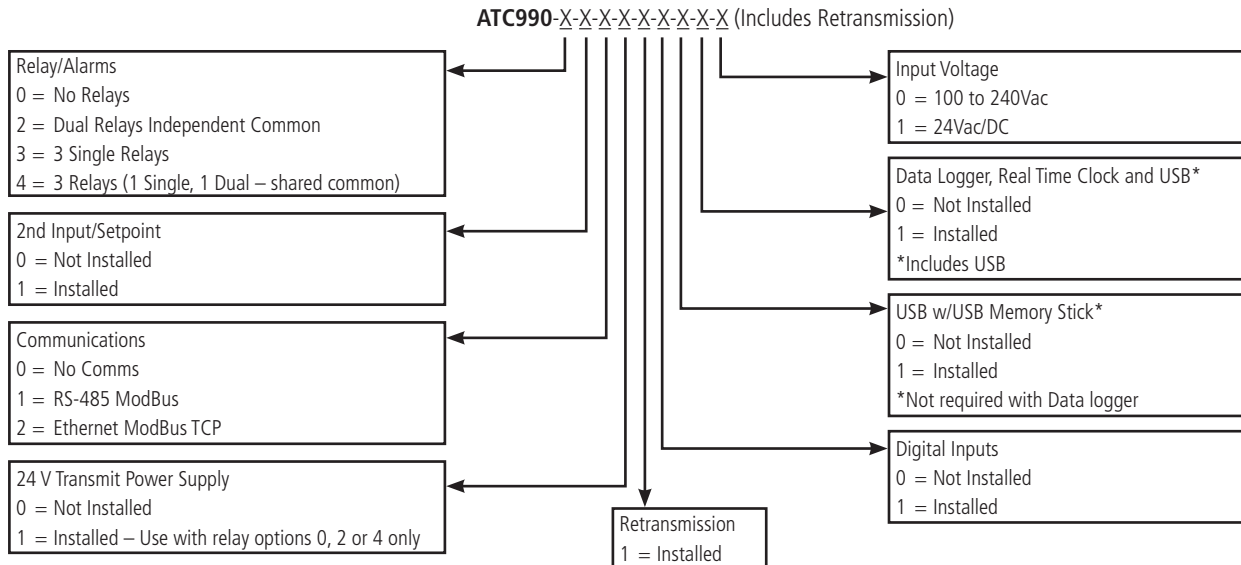 ATC990-X-X-X-X-X-X-X-X-X (Includes Retransmission)
Relay/Alarms
0 = No Relays
2 = Dual Relays Independent Common
3 = 3 Single Relays
4 = 3 Relays (1 Single, 1 Dual – shared common)
2nd Input/Setpoint
0 = Not Installed
1 = Installed
Communications
0 = No Comms
1 = RS-485 ModBus
2 = Ethernet ModBus TCP
24 V Transmit Power Supply
0 = Not Installed
1 = Installed – Use with relay options 0, 2 or 4 only
Retransmission
1 = Installed
Input Voltage
0 = 100 to 240Vac
1 = 24Vac/DC
Data Logger, Real Time Clock and USB*
0 = Not Installed
1 = Installed
*Includes USB
USB w/USB Memory Stick*
0 = Not Installed
1 = Installed
*Not required with Data logger
Digital Inputs
0 = Not Installed
1 = Installed